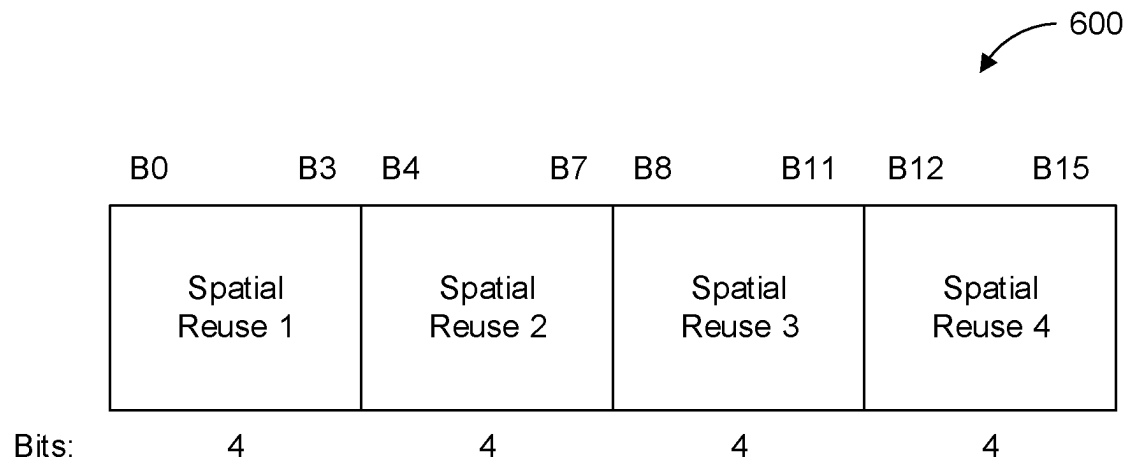 600
B0 B3 B4 B7 B8 B11 B12 B15
Spatial Spatial Spatial Spatial
Reuse 1 Reuse 2 Reuse 3 Reuse 4
Bits: 4 4 4 4